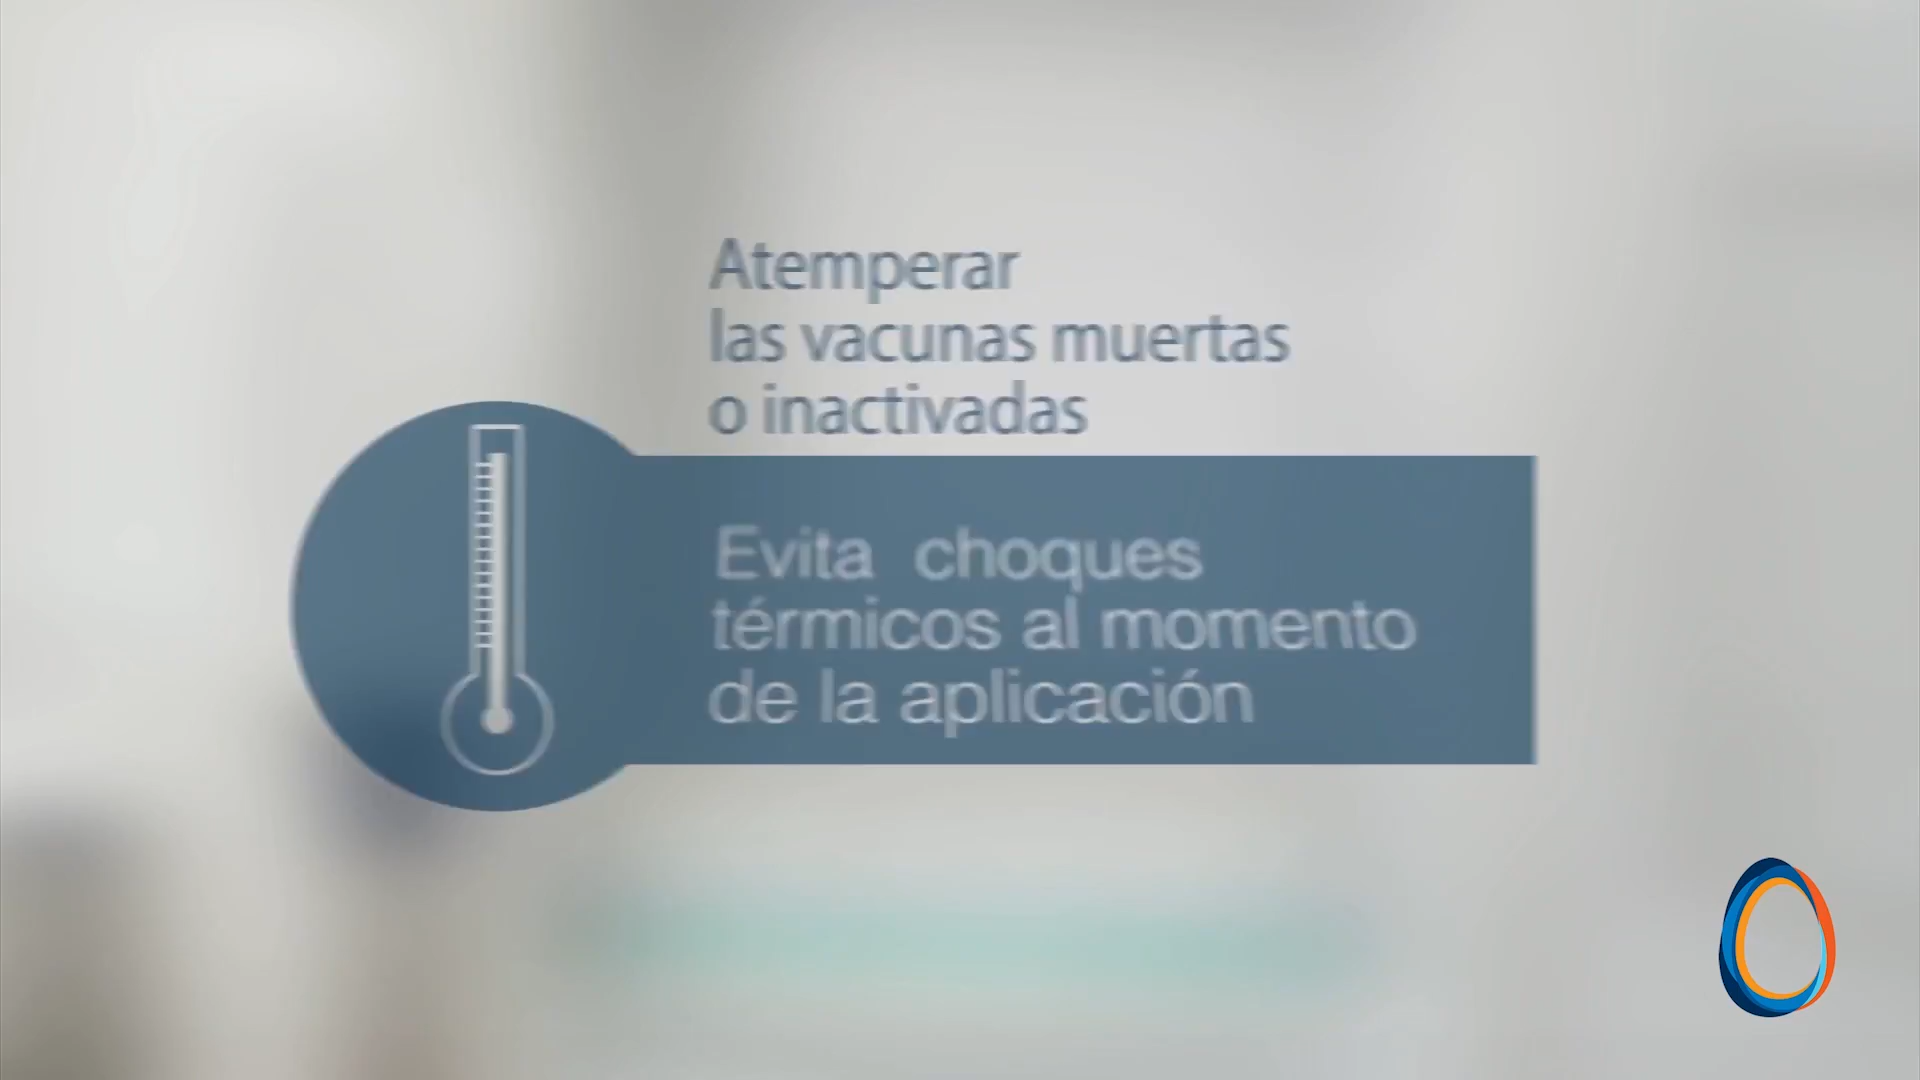 Atemperar
las vacunas muertas
o inactivadas
Evita choques
térmicos al momento
de la aplicación